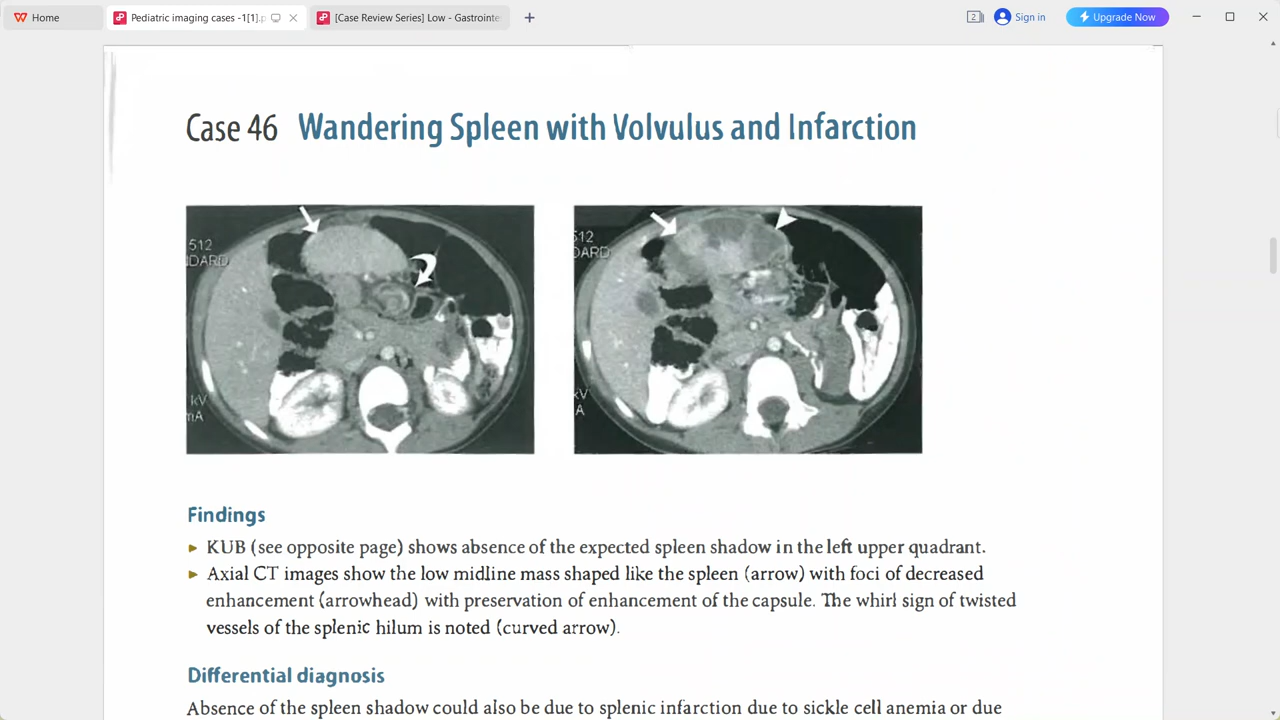 Home
Pediatric imaging cases -1[1].p
[Case Review Series] Low - Gastrointe
2
Sign in
Upgrade Now
Case 46 Wandering Spleen with Volvulus and Infarction
512
DARD
kV
mA
512
DARD
kV
A
Findings
► KUB (see opposite page) shows absence of the expected spleen shadow in the left upper quadrant.
► Axial CT images show the low midline mass shaped like the spleen (arrow) with foci of decreased
enhancement (arrowhead) with preservation of enhancement of the capsule. The whirl sign of twisted
vessels of the splenic hilum is noted (curved arrow).
Differential diagnosis
Absence of the spleen shadow could also be due to splenic infarction due to sickle cell anemia or due